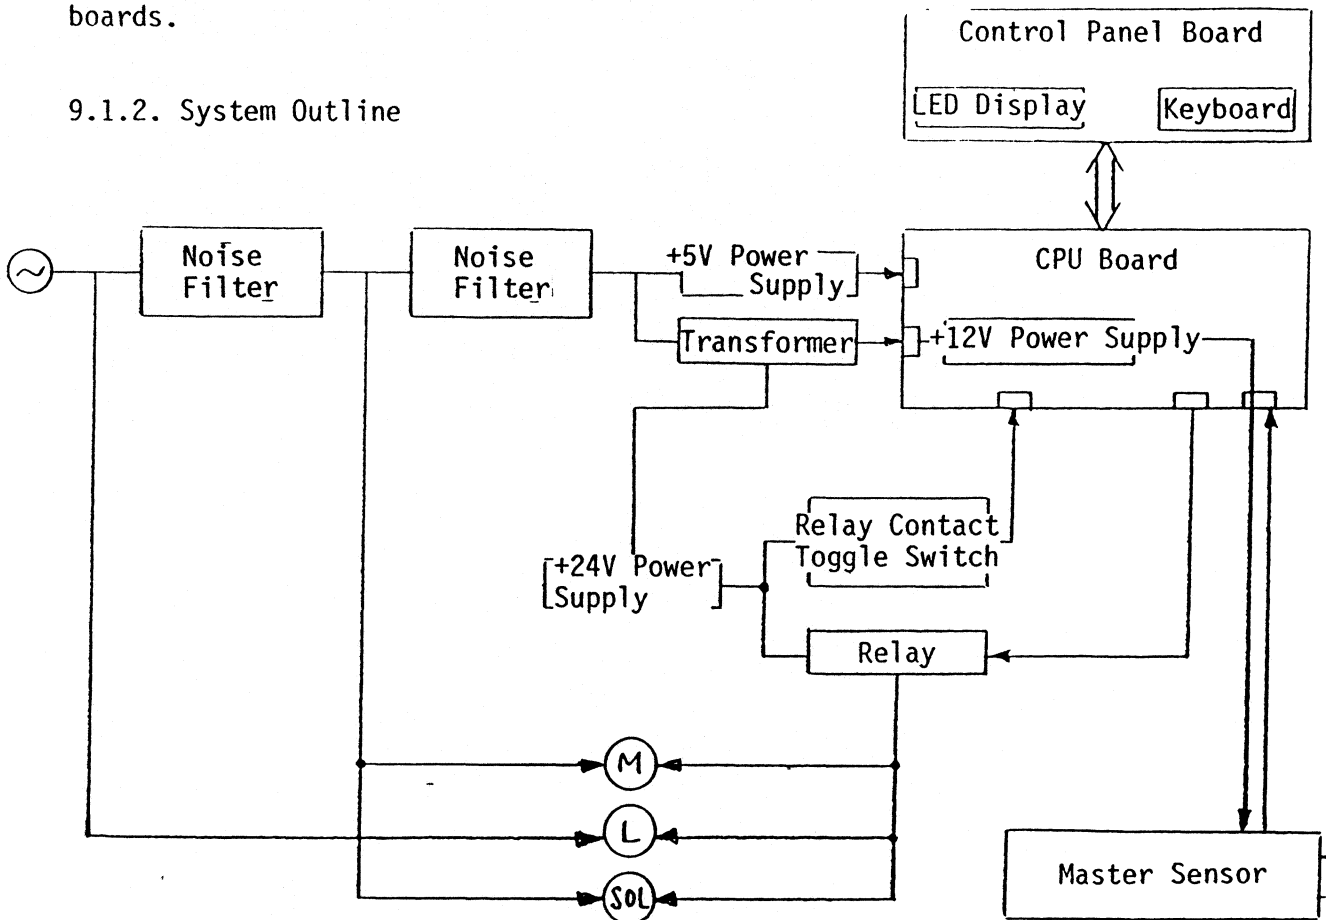 boards.
9.1.2. System Outline
Control Panel Board
LED Display
Keyboard
Noise
Filter
Noise
Filter
+5V Power
Supply
CPU Board
Transformer
+12V Power Supply
Relay Contact
Toggle Switch
+24V Power
Supply
Relay
M
L
SOL
Master Sensor